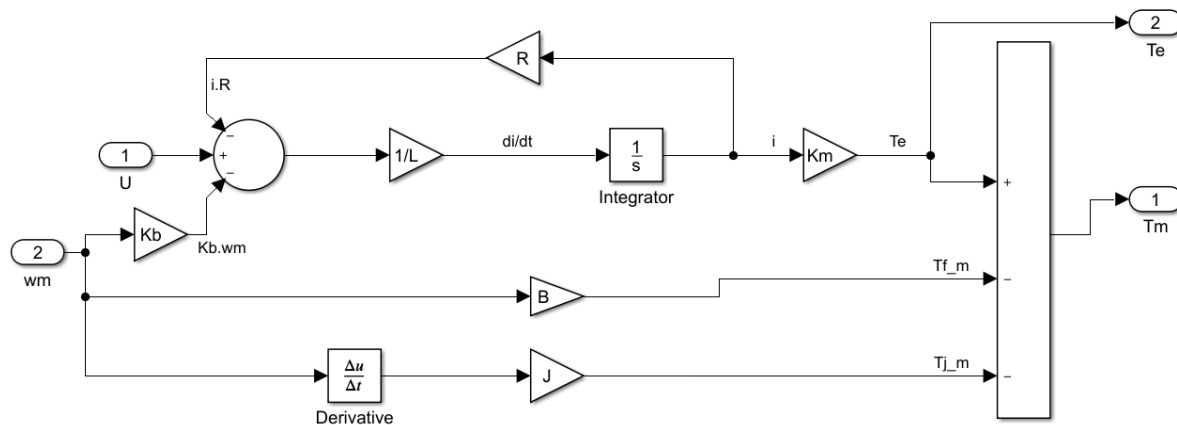 2
Te
R
i.R
−
+
−
1
U
1/L
di/dt
1
s
Integrator
i
Km
Te
+
1
Tm
Kb
Kb.wm
2
wm
B
Tf_m
−
Δu
Δt
Derivative
J
Tj_m
−